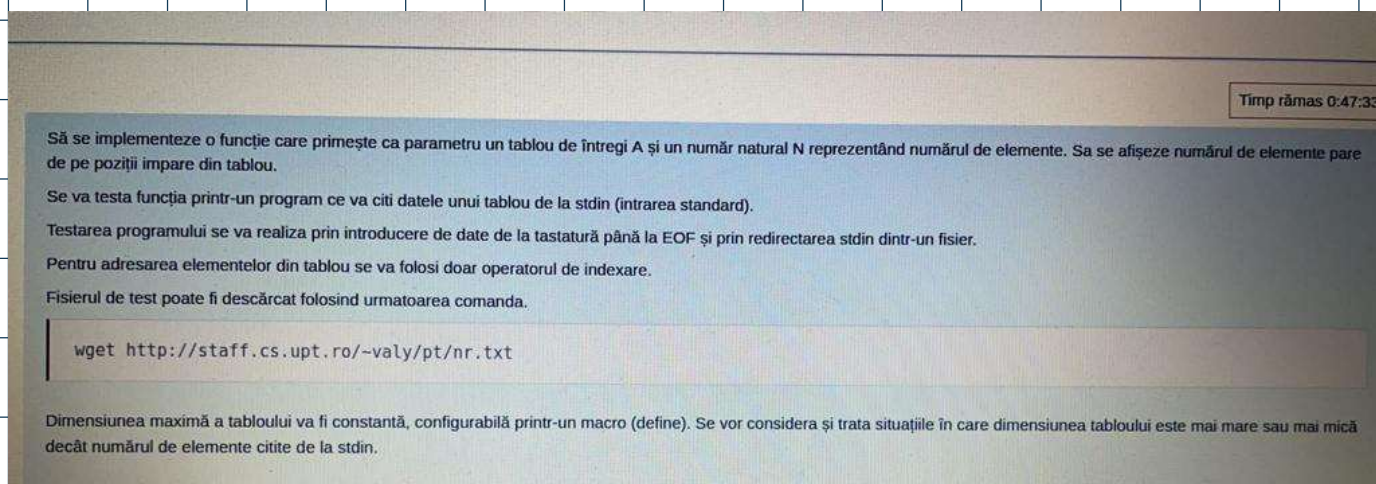 Timp rămas 0:47:33
Să se implementeze o funcție care primește ca parametru un tablou de întregi A și un număr natural N reprezentând numărul de elemente. Sa se afișeze numărul de elemente pare
de pe poziții impare din tablou.
Se va testa funcția printr-un program ce va citi datele unui tablou de la stdin (intrarea standard).
Testarea programului se va realiza prin introducere de date de la tastatură până la EOF și prin redirectarea stdin dintr-un fisier.
Pentru adresarea elementelor din tablou se va folosi doar operatorul de indexare.
Fisierul de test poate fi descărcat folosind urmatoarea comanda.
wget http://staff.cs.upt.ro/~valy/pt/nr.txt
Dimensiunea maximă a tabloului va fi constantă, configurabilă printr-un macro (define). Se vor considera și trata situațiile în care dimensiunea tabloului este mai mare sau mai mică
decât numărul de elemente citite de la stdin.